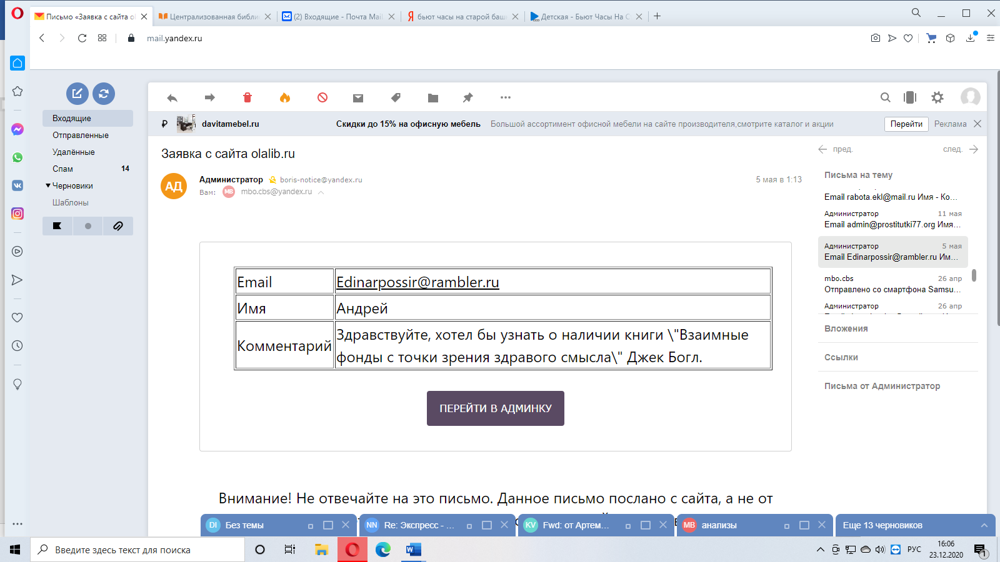 Письмо «Заявка с сайта ol
Централизованная библи
(2) Входящие - Почта Mail
бьют часы на старой баш
Детская - Бьют Часы На С
mail.yandex.ru
Входящие
Отправленные
Удалённые
Спам 14
Черновики
Шаблоны
₽ davitamebel.ru Скидки до 15% на офисную мебель Большой ассортимент офисной мебели на сайте производителя,смотрите каталог и акции Перейти Реклама
Заявка с сайта olalib.ru
АД
Администратор boris-notice@yandex.ru 5 мая в 1:13
Вам: МВ mbo.cbs@yandex.ru
Email Edinarpossir@rambler.ru
Имя Андрей
Комментарий Здравствуйте, хотел бы узнать о наличии книги \"Взаимные
фонды с точки зрения здравого смысла\" Джек Богл.
ПЕРЕЙТИ В АДМИНКУ
Внимание! Не отвечайте на это письмо. Данное письмо послано с сайта, а не от
пред. след.
Письма на тему
Email rabota.ekl@mail.ru Имя - Ко...
Администратор 11 мая
Email admin@prostitutki77.org Имя...
Администратор 5 мая
Email Edinarpossir@rambler.ru Им...
mbo.cbs 26 апр
Отправлено со смартфона Samsu...
Администратор 26 апр
Вложения
Ссылки
Письма от Администратор
DI Без темы
NN Re: Экспресс - ...
KV Fwd: от Артем...
МВ анализы
Еще 13 черновиков
Введите здесь текст для поиска
W
РУС
16:06
23.12.2020
1